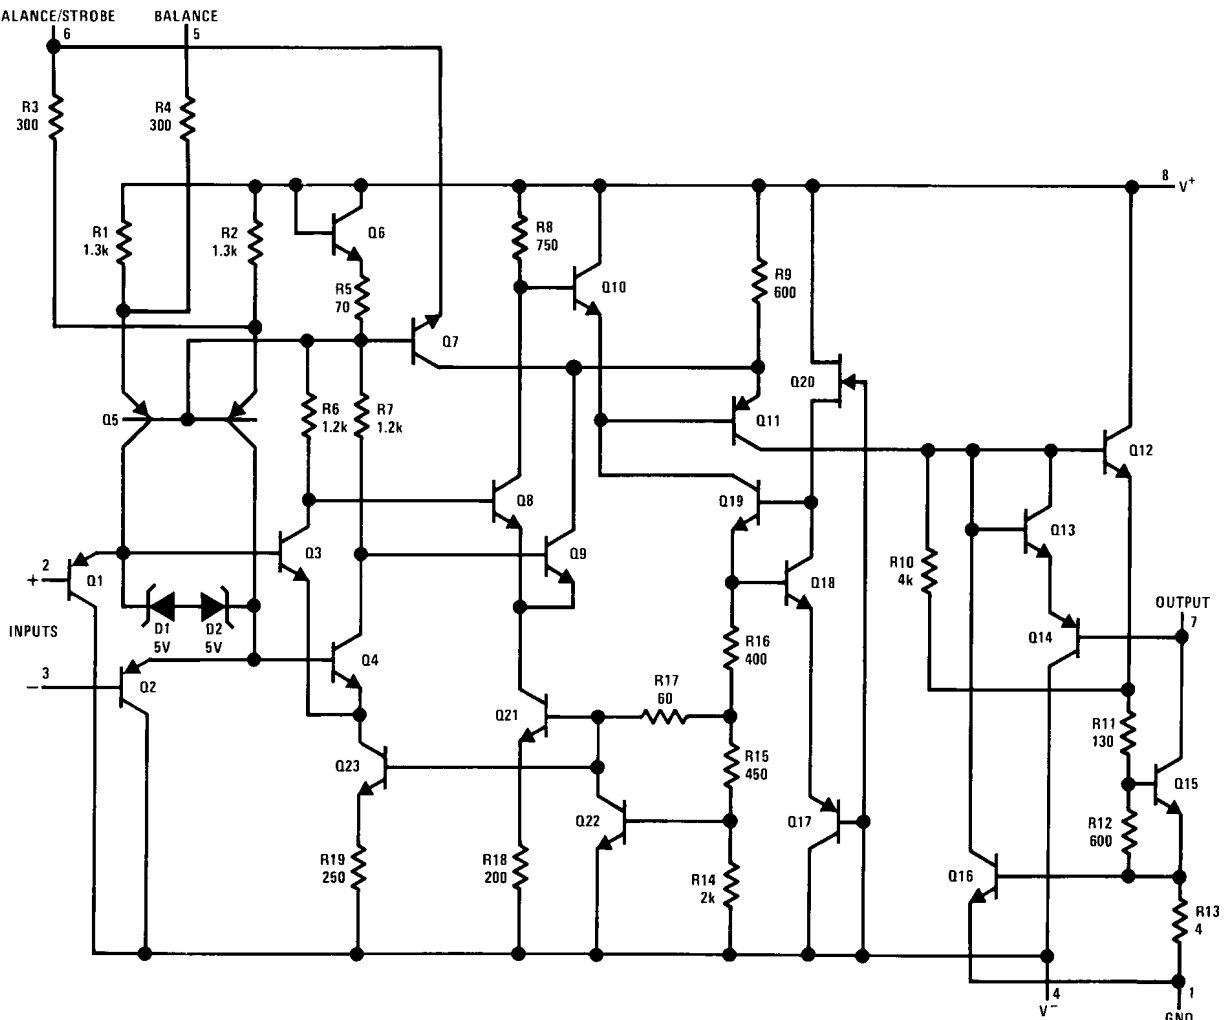 ALANCE/STROBE
6
BALANCE
5
R3
300
R4
300
8
V+
R1
1.3k
R2
1.3k
Q6
R5
70
R8
750
Q10
R9
600
Q7
Q20
Q5
R6
1.2k
R7
1.2k
Q11
Q12
Q8
Q19
Q13
Q3
Q9
Q18
R10
4k
2
+
Q1
INPUTS
D1
5V
D2
5V
OUTPUT
7
Q14
R16
400
Q4
3
−
Q2
R17
60
Q21
R11
130
Q23
R15
450
Q15
Q22
Q17
R12
600
R19
250
R18
200
R14
2k
Q16
R13
4
4
V−
1
GND